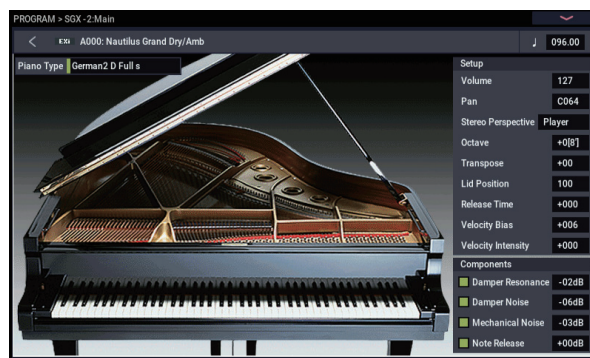 PROGRAM > SGX -2:Main
< EXi A000: Nautilus Grand Dry/Amb ♩ 096.00
Piano Type German2 D Full s
Setup
Volume 127
Pan C064
Stereo Perspective Player
Octave +0[8']
Transpose +00
Lid Position 100
Release Time +000
Velocity Bias +006
Velocity Intensity +000
Components
Damper Resonance -02dB
Damper Noise -06dB
Mechanical Noise -03dB
Note Release +00dB